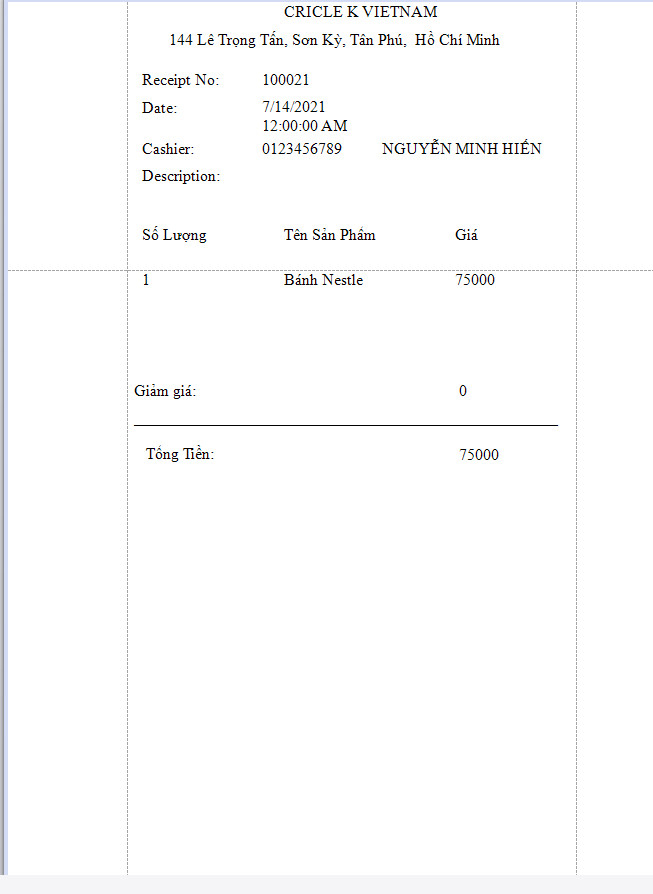 CRICLE K VIETNAM
144 Lê Trọng Tấn, Sơn Kỳ, Tân Phú, Hồ Chí Minh
Receipt No: 100021
Date: 7/14/2021
12:00:00 AM
Cashier: 0123456789 NGUYỄN MINH HIẾN
Description:
Số Lượng Tên Sản Phẩm Giá
1 Bánh Nestle 75000
Giảm giá: 0
Tổng Tiền: 75000